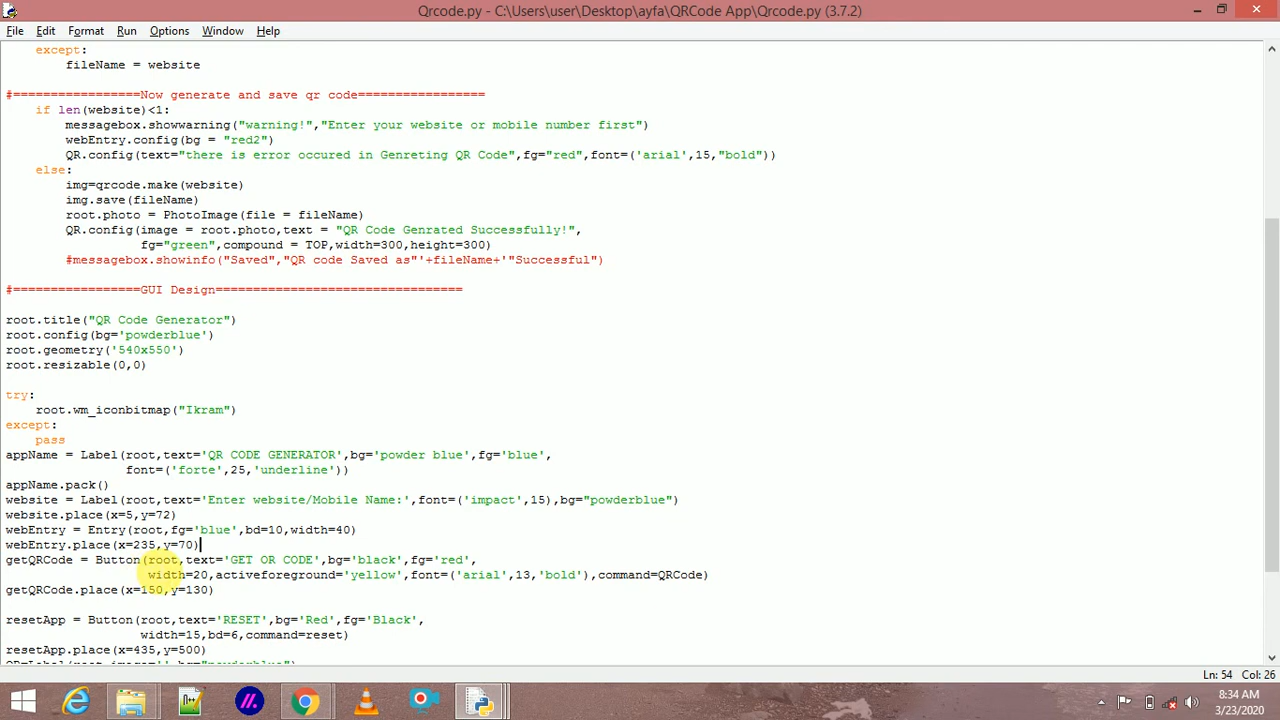 Qrcode.py - C:\Users\user\Desktop\ayfa\QRCode App\Qrcode.py (3.7.2)
File Edit Format Run Options Window Help
except:
fileName = website
#=================Now generate and save qr code=================
if len(website)<1:
messagebox.showwarning("warning!","Enter your website or mobile number first")
webEntry.config(bg = "red2")
QR.config(text="there is error occured in Genreting QR Code",fg="red",font=('arial',15,"bold"))
else:
img=qrcode.make(website)
img.save(fileName)
root.photo = PhotoImage(file = fileName)
QR.config(image = root.photo,text = "QR Code Genrated Successfully!",
fg="green",compound = TOP,width=300,height=300)
#messagebox.showinfo("Saved","QR code Saved as"'+fileName+'"Successful")
#=================GUI Design=================================
root.title("QR Code Generator")
root.config(bg='powderblue')
root.geometry('540x550')
root.resizable(0,0)
try:
root.wm_iconbitmap("Ikram")
except:
pass
appName = Label(root,text='QR CODE GENERATOR',bg='powder blue',fg='blue',
font=('forte',25,'underline'))
appName.pack()
website = Label(root,text='Enter website/Mobile Name:',font=('impact',15),bg="powderblue")
website.place(x=5,y=72)
webEntry = Entry(root,fg='blue',bd=10,width=40)
webEntry.place(x=235,y=70)
getQRCode = Button(root,text='GET QR CODE',bg='black',fg='red',
width=20,activeforeground='yellow',font=('arial',13,'bold'),command=QRCode)
getQRCode.place(x=150,y=130)
resetApp = Button(root,text='RESET',bg='Red',fg='Black',
width=15,bd=6,command=reset)
resetApp.place(x=435,y=500)
QR=Label(root,image='',bg="powderblue")
Ln: 54 Col: 26
8:34 AM
3/23/2020